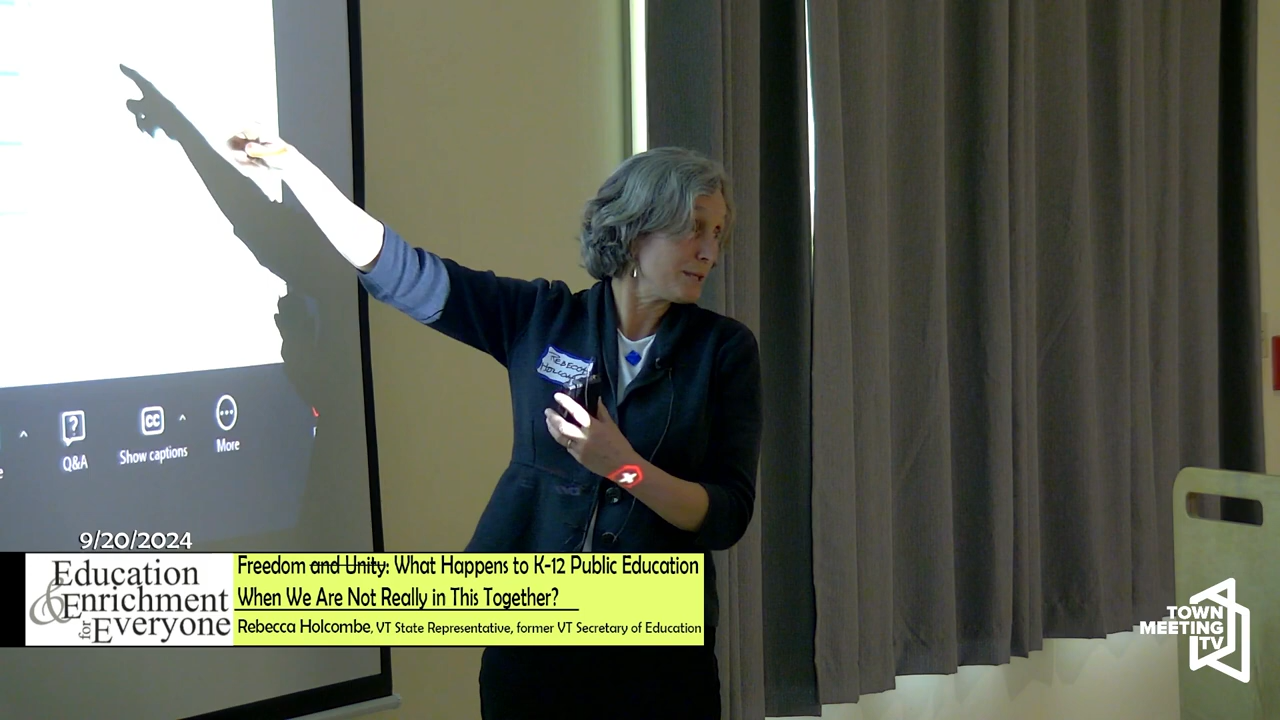 Q&A
Show captions
More
REBECCA
9/20/2024
Education
& Enrichment
for Everyone
Freedom and Unity: What Happens to K-12 Public Education
When We Are Not Really in This Together?
Rebecca Holcombe, VT State Representative, former VT Secretary of Education
TOWN
MEETING
TV